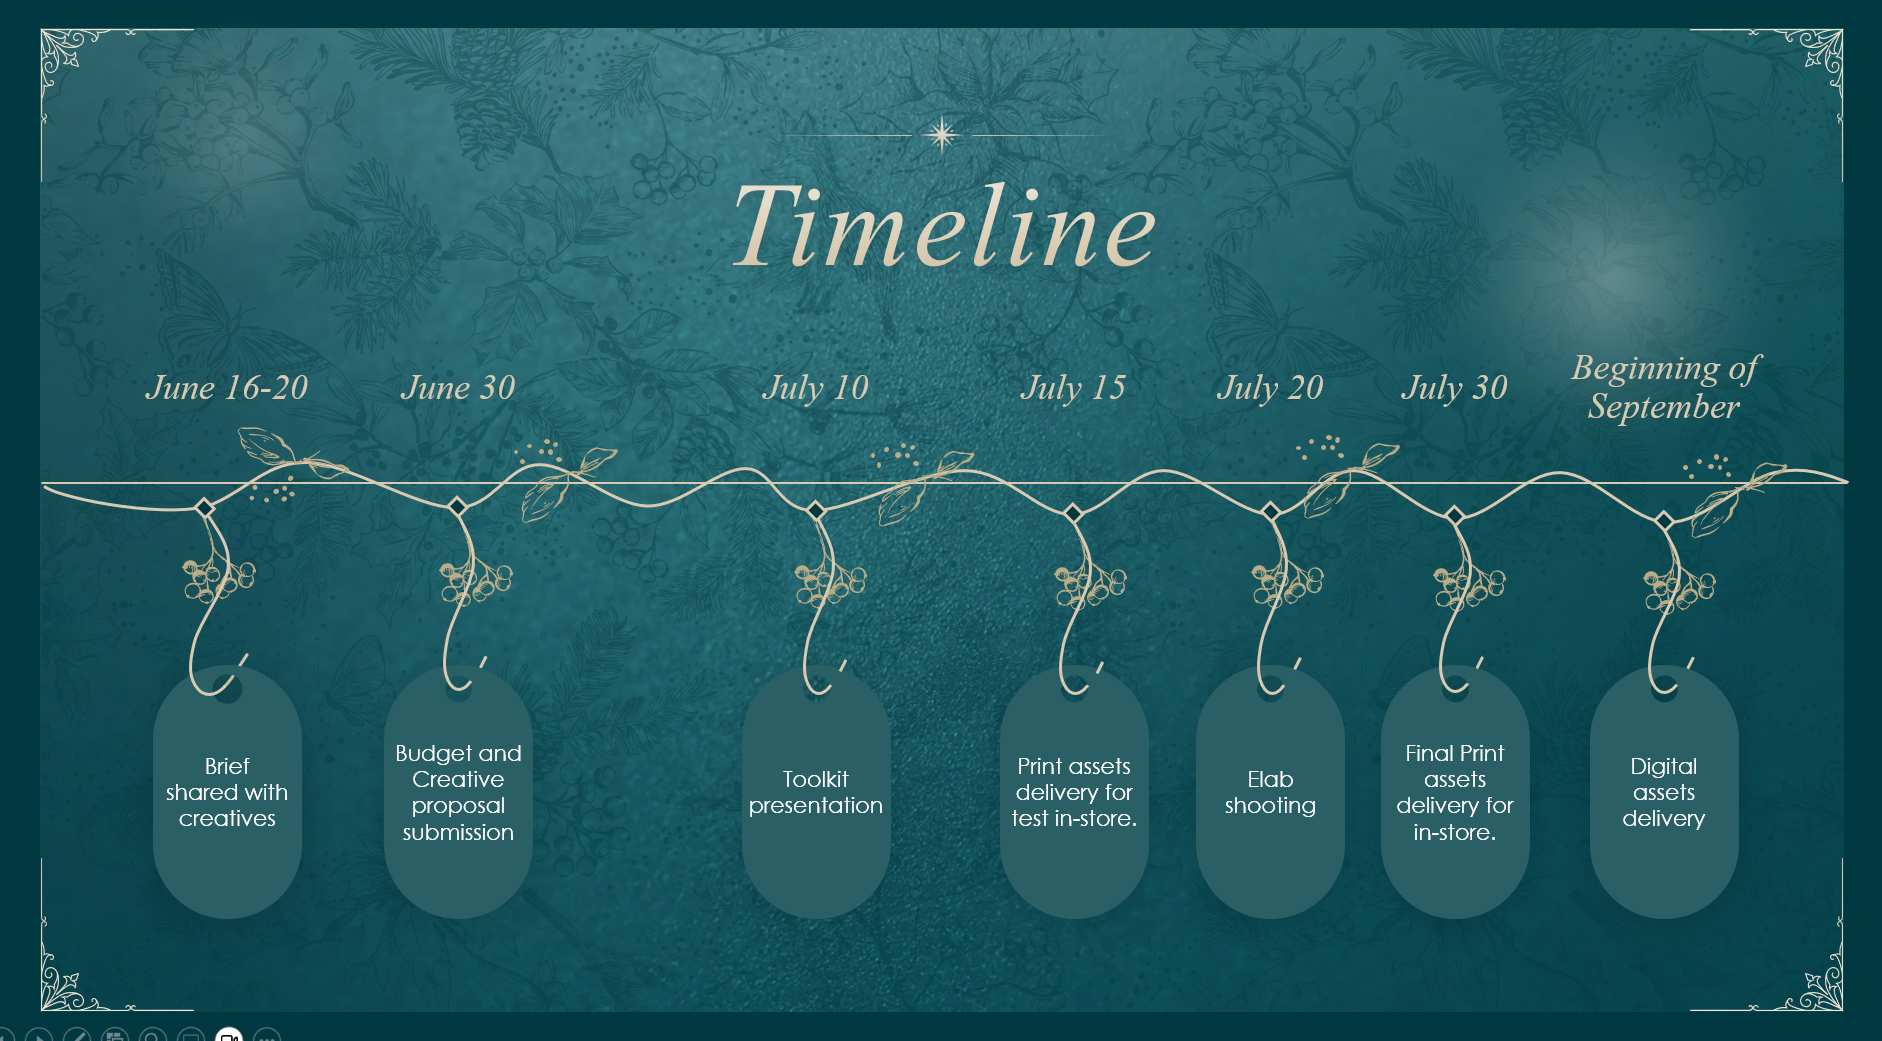 Timeline
June 16-20
June 30
July 10
July 15
July 20
July 30
Beginning of
September
Brief
shared with
creatives
Budget and
Creative
proposal
submission
Toolkit
presentation
Print assets
delivery for
test in-store.
Elab
shooting
Final Print
assets
delivery for
in-store.
Digital
assets
delivery